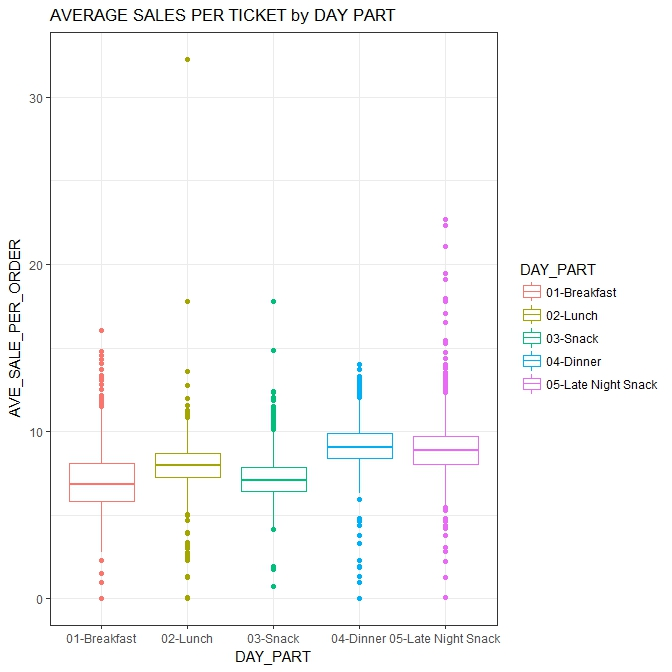 AVERAGE SALES PER TICKET by DAY PART
AVE_SALE_PER_ORDER
30
20
10
0
01-Breakfast
02-Lunch
03-Snack
04-Dinner
05-Late Night Snack
DAY_PART
DAY_PART
01-Breakfast
02-Lunch
03-Snack
04-Dinner
05-Late Night Snack